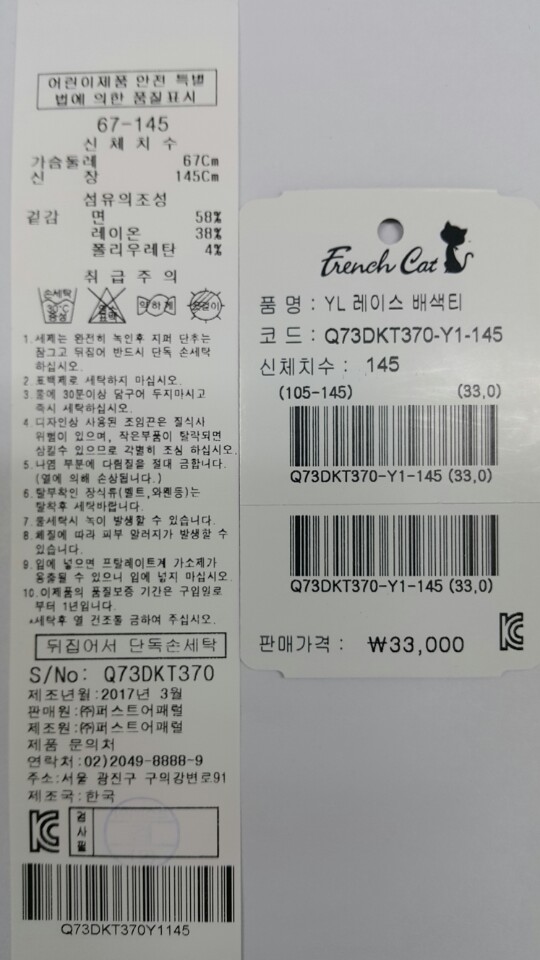 어린이제품 안전 특별
법에 의한 품질표시
67-145
신 체 치 수
가슴둘레 67Cm
신 장 145Cm
섬유의조성
겉감 면 58%
레이온 38%
폴리우레탄 4%
취 급 주 의
손세탁
중성
약하게
1.세제는 완전히 녹인후 지퍼 단추는
잠그고 뒤집어 반드시 단독 손세탁
하십시오.
2.표백제로 세탁하지 마십시오.
3.물에 30분이상 담구어 두지마시고
즉시 세탁하십시오.
4.디자인상 사용된 조임끈은 질식사
위험이 있으며, 작은부품이 탈락되면
삼킬수 있으므로 각별히 조심 하십시오.
5.나염 부분에 다림질을 절대 금합니다.
(열에 의해 손상됩니다.)
6.탈부착인 장식류(벨트,와펜등)는
탈착후 세탁바랍니다.
7.물세탁시 녹이 발생할 수 있습니다.
8.체질에 따라 피부 알러지가 발생할 수
있습니다.
9.입에 넣으면 프탈레이트계 가소제가
용출될 수 있으니 입에 넣지 마십시오.
10.이제품의 품질보증 기간은 구입일로
부터 1년입니다.
*세탁후 열 건조를 금하여 주십시오.
뒤집어서 단독손세탁
S/No: Q73DKT370
제조년월:2017년 3월
판매원:㈜퍼스트어패럴
제조원:㈜퍼스트어패럴
제품 문의처
연락처:02)2049-8888~9
주소:서울 광진구 구의강변로91
제조국:한국
검사필
Q73DKT370Y1145
French Cat
품 명 : YL 레이스 배색티
코 드 : Q73DKT370-Y1-145
신체치수 : 145
(105-145) (33,0)
Q73DKT370-Y1-145 (33,0)
Q73DKT370-Y1-145 (33,0)
판매가격 : ₩33,000